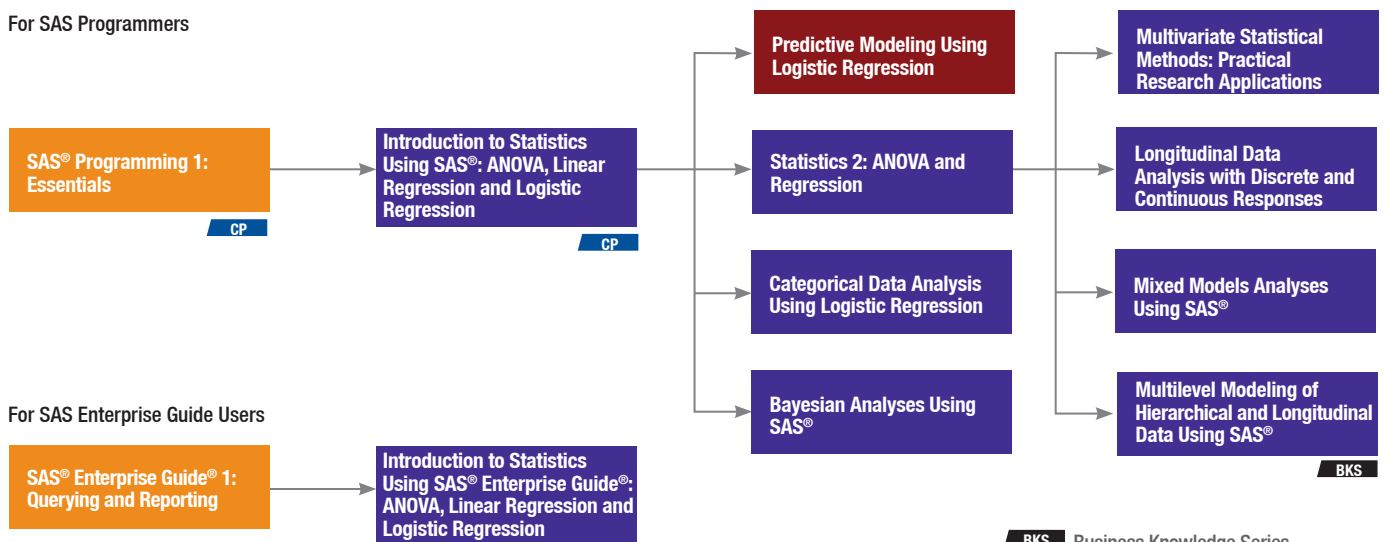 For SAS Programmers
SAS® Programming 1:
Essentials
CP
Introduction to Statistics
Using SAS®: ANOVA, Linear
Regression and Logistic
Regression
CP
Predictive Modeling Using
Logistic Regression
Statistics 2: ANOVA and
Regression
Categorical Data Analysis
Using Logistic Regression
Bayesian Analyses Using
SAS®
Multivariate Statistical
Methods: Practical
Research Applications
Longitudinal Data
Analysis with Discrete and
Continuous Responses
Mixed Models Analyses
Using SAS®
Multilevel Modeling of
Hierarchical and Longitudinal
Data Using SAS®
BKS
For SAS Enterprise Guide Users
SAS® Enterprise Guide® 1:
Querying and Reporting
Introduction to Statistics
Using SAS® Enterprise Guide®:
ANOVA, Linear Regression and
Logistic Regression
BKS Business Knowledge Series